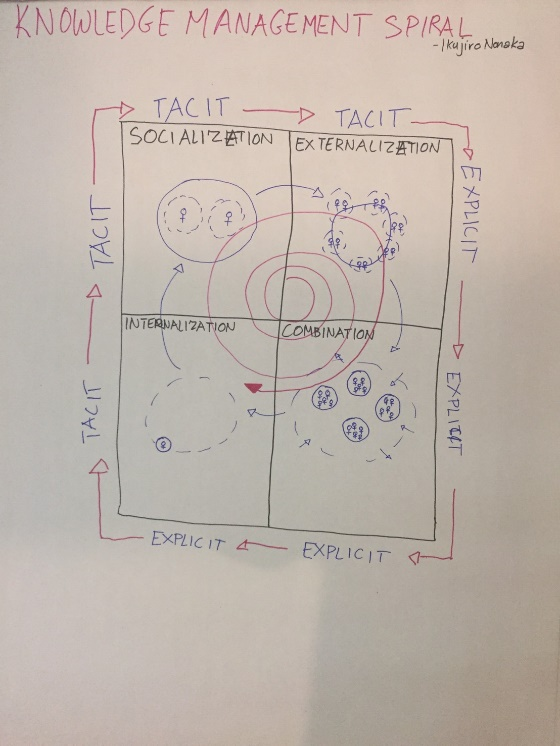 KNOWLEDGE MANAGEMENT SPIRAL
-Ikujiro Nonaka
TACIT
TACIT
SOCIALIZATION
EXTERNALIZATION
TACIT
EXPLICIT
INTERNALIZATION
COMBINATION
TACIT
EXPLICIT
EXPLICIT
EXPLICIT